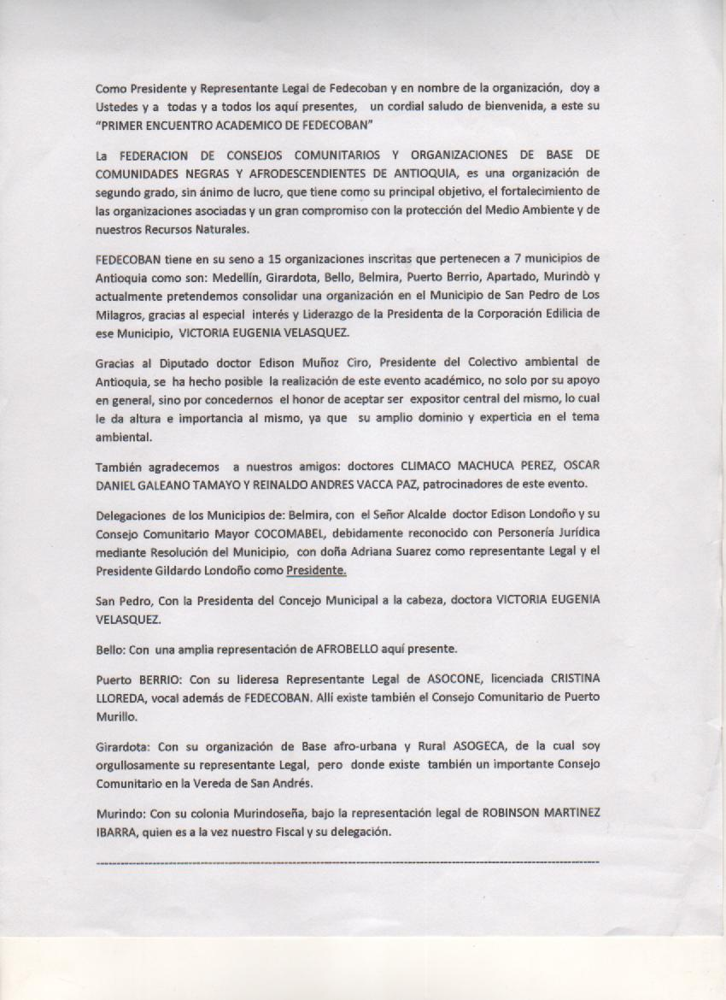 Como Presidente y Representante Legal de Fedecoban y en nombre de la organización, doy a
Ustedes y a todas y a todos los aquí presentes, un cordial saludo de bienvenida, a este su
“PRIMER ENCUENTRO ACADEMICO DE FEDECOBAN”
La FEDERACION DE CONSEJOS COMUNITARIOS Y ORGANIZACIONES DE BASE DE
COMUNIDADES NEGRAS Y AFRODESCENDIENTES DE ANTIOQUIA, es una organización de
segundo grado, sin ánimo de lucro, que tiene como su principal objetivo, el fortalecimiento de
las organizaciones asociadas y un gran compromiso con la protección del Medio Ambiente y de
nuestros Recursos Naturales.
FEDECOBAN tiene en su seno a 15 organizaciones inscritas que pertenecen a 7 municipios de
Antioquia como son: Medellín, Girardota, Bello, Belmira, Puerto Berrio, Apartado, Murindò y
actualmente pretendemos consolidar una organización en el Municipio de San Pedro de Los
Milagros, gracias al especial interés y Liderazgo de la Presidenta de la Corporación Edilicia de
ese Municipio, VICTORIA EUGENIA VELASQUEZ.
Gracias al Diputado doctor Edison Muñoz Ciro, Presidente del Colectivo ambiental de
Antioquia, se ha hecho posible la realización de este evento académico, no solo por su apoyo
en general, sino por concedernos el honor de aceptar ser expositor central del mismo, lo cual
le da altura e importancia al mismo, ya que su amplio dominio y experticia en el tema
ambiental.
También agradecemos a nuestros amigos: doctores CLIMACO MACHUCA PEREZ, OSCAR
DANIEL GALEANO TAMAYO Y REINALDO ANDRES VACCA PAZ, patrocinadores de este evento.
Delegaciones de los Municipios de: Belmira, con el Señor Alcalde doctor Edison Londoño y su
Consejo Comunitario Mayor COCOMABEL, debidamente reconocido con Personería Jurídica
mediante Resolución del Municipio, con doña Adriana Suarez como representante Legal y el
Presidente Gildardo Londoño como Presidente.
San Pedro, Con la Presidenta del Concejo Municipal a la cabeza, doctora VICTORIA EUGENIA
VELASQUEZ.
Bello: Con una amplia representación de AFROBELLO aquí presente.
Puerto BERRIO: Con su lideresa Representante Legal de ASOCONE, licenciada CRISTINA
LLOREDA, vocal además de FEDECOBAN. Allí existe también el Consejo Comunitario de Puerto
Murillo.
Girardota: Con su organización de Base afro-urbana y Rural ASOGECA, de la cual soy
orgullosamente su representante Legal, pero donde existe también un importante Consejo
Comunitario en la Vereda de San Andrés.
Murindo: Con su colonia Murindoseña, bajo la representación legal de ROBINSON MARTINEZ
IBARRA, quien es a la vez nuestro Fiscal y su delegación.